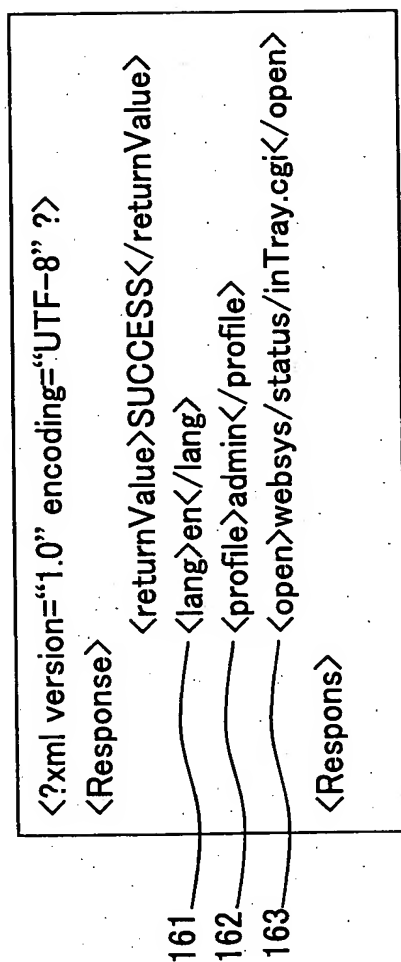 <?xml version=“1.0” encoding=“UTF-8” ?>
<Response>
<returnValue>SUCCESS</returnValue>
161 <lang>en</lang>
162 <profile>admin</profile>
163 <open>websys/status/inTray.cgi</open>
<Respons>